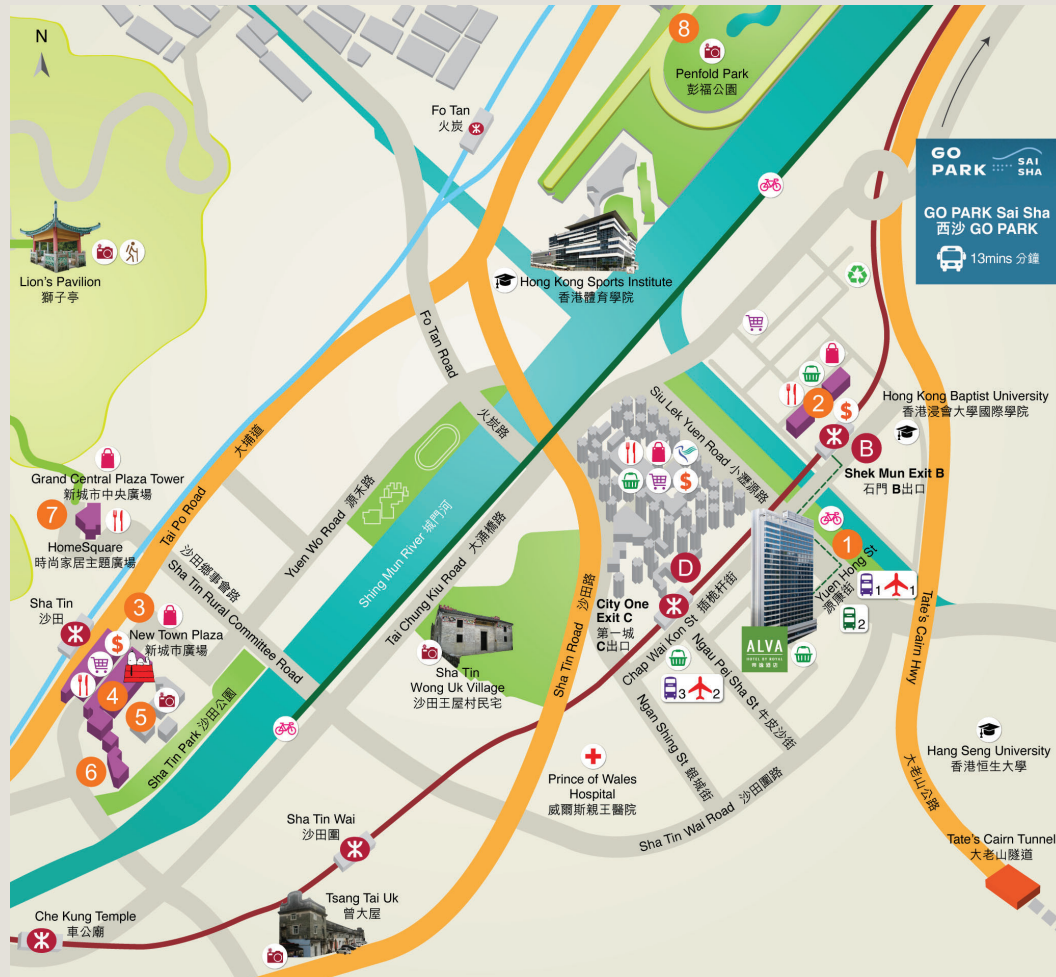 N
8
Penfold Park
彭福公園
Fo Tan
火炭
GO
PARK
SAI
SHA
GO PARK Sai Sha
西沙 GO PARK
13mins 分鐘
Lion's Pavilion
獅子亭
Hong Kong Sports Institute
香港體育學院
Fo Tan Road
火炭路
大埔道
Tai Po Road
Siu Lek Yuen Road 小瀝源路
2
$
Hong Kong Baptist University
香港浸會大學國際學院
B
Shek Mun Exit B
石門 B出口
Grand Central Plaza Tower
新城市中央廣場
7
HomeSquare
時尚家居主題廣場
Yuen Wo Road 源禾路
Shing Mun River 城門河
Tai Chung Kiu Road 大涌橋路
沙田鄉事會路
Sha Tin Rural Committee Road
$
1
Yuen Hong St
源康街
1
1
2
D
City One
Exit C
第一城
C出口
Chap Wai Kon St 插桅杆街
ALVA
HOTEL BY ROYAL
帝逸酒店
3
2
Ngau Pei Sha St 牛皮沙街
Ngan Shing St 銀城街
Sha Tin Wai Road 沙田圍路
Tate's Cairn Hwy
大老山公路
Sha Tin
沙田
3
New Town Plaza
新城市廣場
$
4
5
6
Sha Tin Park 沙田公園
Sha Tin
Wong Uk Village
沙田王屋村民宅
Sha Tin Road 沙田路
Prince of Wales
Hospital
威爾斯親王醫院
Hang Seng University
香港恒生大學
Tate's Cairn Tunnel
大老山隧道
Sha Tin Wai
沙田圍
Tsang Tai Uk
曾大屋
Che Kung Temple
車公廟